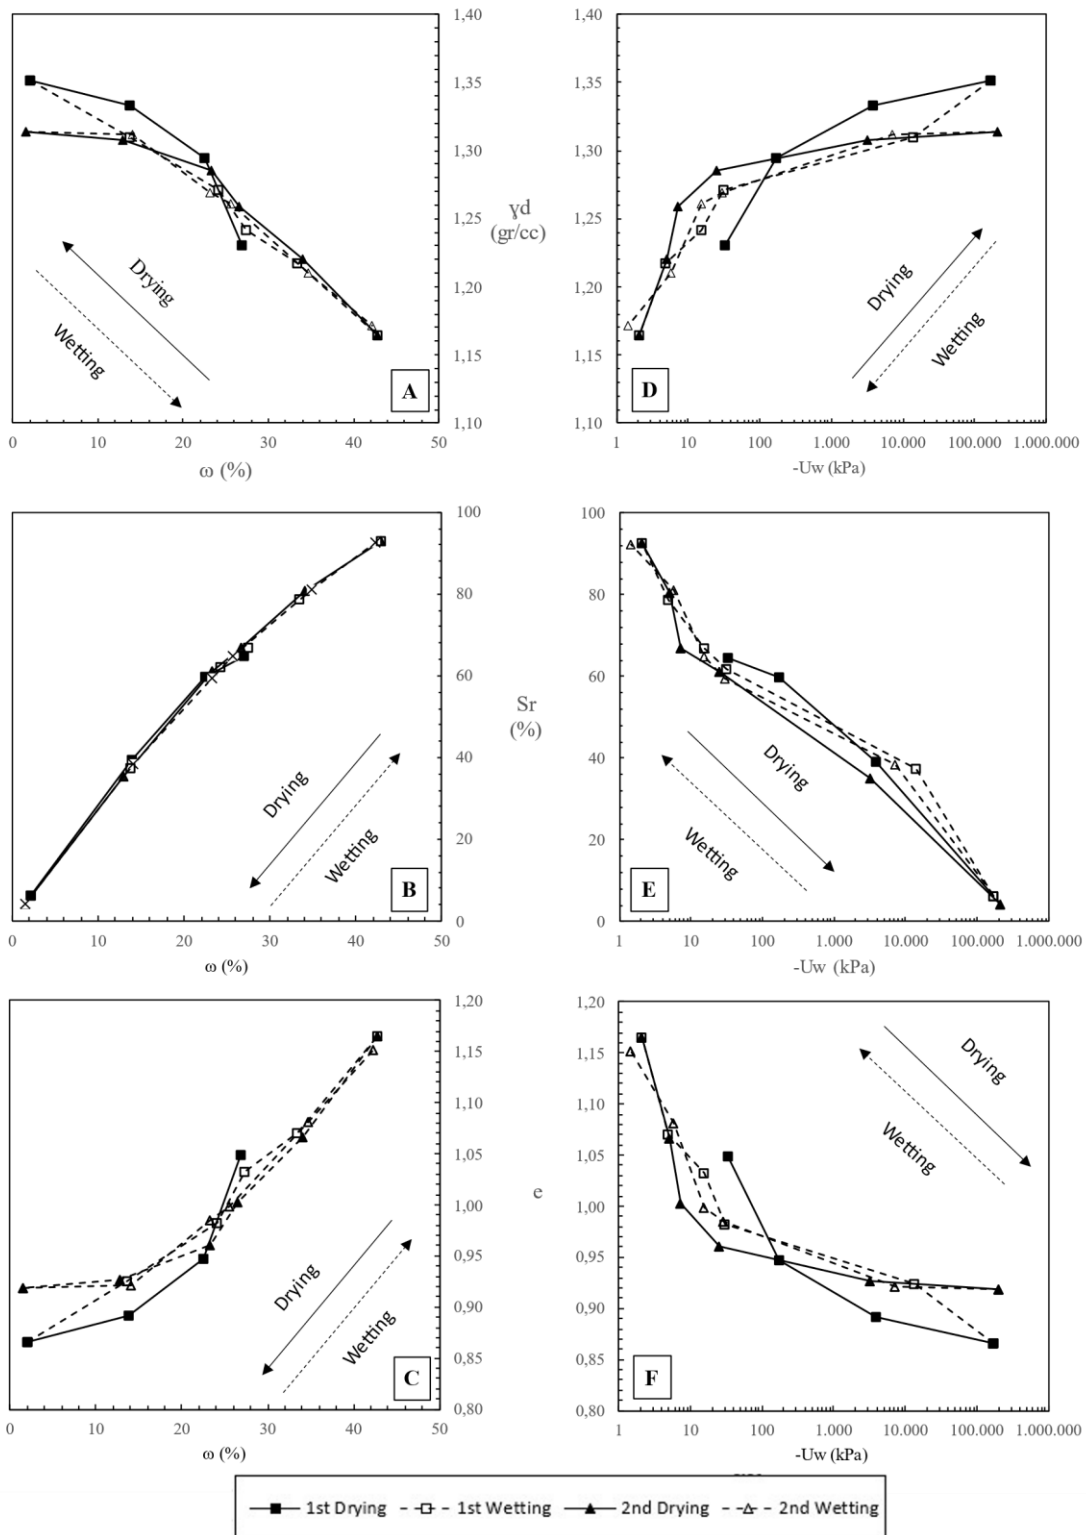 1,40
1,35
1,30
1,25
1,20
1,15
1,10
0 10 20 30 40 50
ω (%)
Drying
Wetting
A
γd
(gr/cc)
1,40
1,35
1,30
1,25
1,20
1,15
1,10
1 10 100 1.000 10.000 100.000 1.000.000
-Uw (kPa)
Drying
Wetting
D
100
80
60
40
20
0
0 10 20 30 40 50
ω (%)
Drying
Wetting
B
Sr
(%)
100
80
60
40
20
0
1 10 100 1.000 10.000 100.000 1.000.000
-Uw (kPa)
Drying
Wetting
E
1,20
1,15
1,10
1,05
1,00
0,95
0,90
0,85
0,80
0 10 20 30 40 50
ω (%)
Drying
Wetting
C
e
1,20
1,15
1,10
1,05
1,00
0,95
0,90
0,85
0,80
1 10 100 1.000 10.000 100.000 1.000.000
-Uw (kPa)
Drying
Wetting
F
1st Drying 1st Wetting 2nd Drying 2nd Wetting